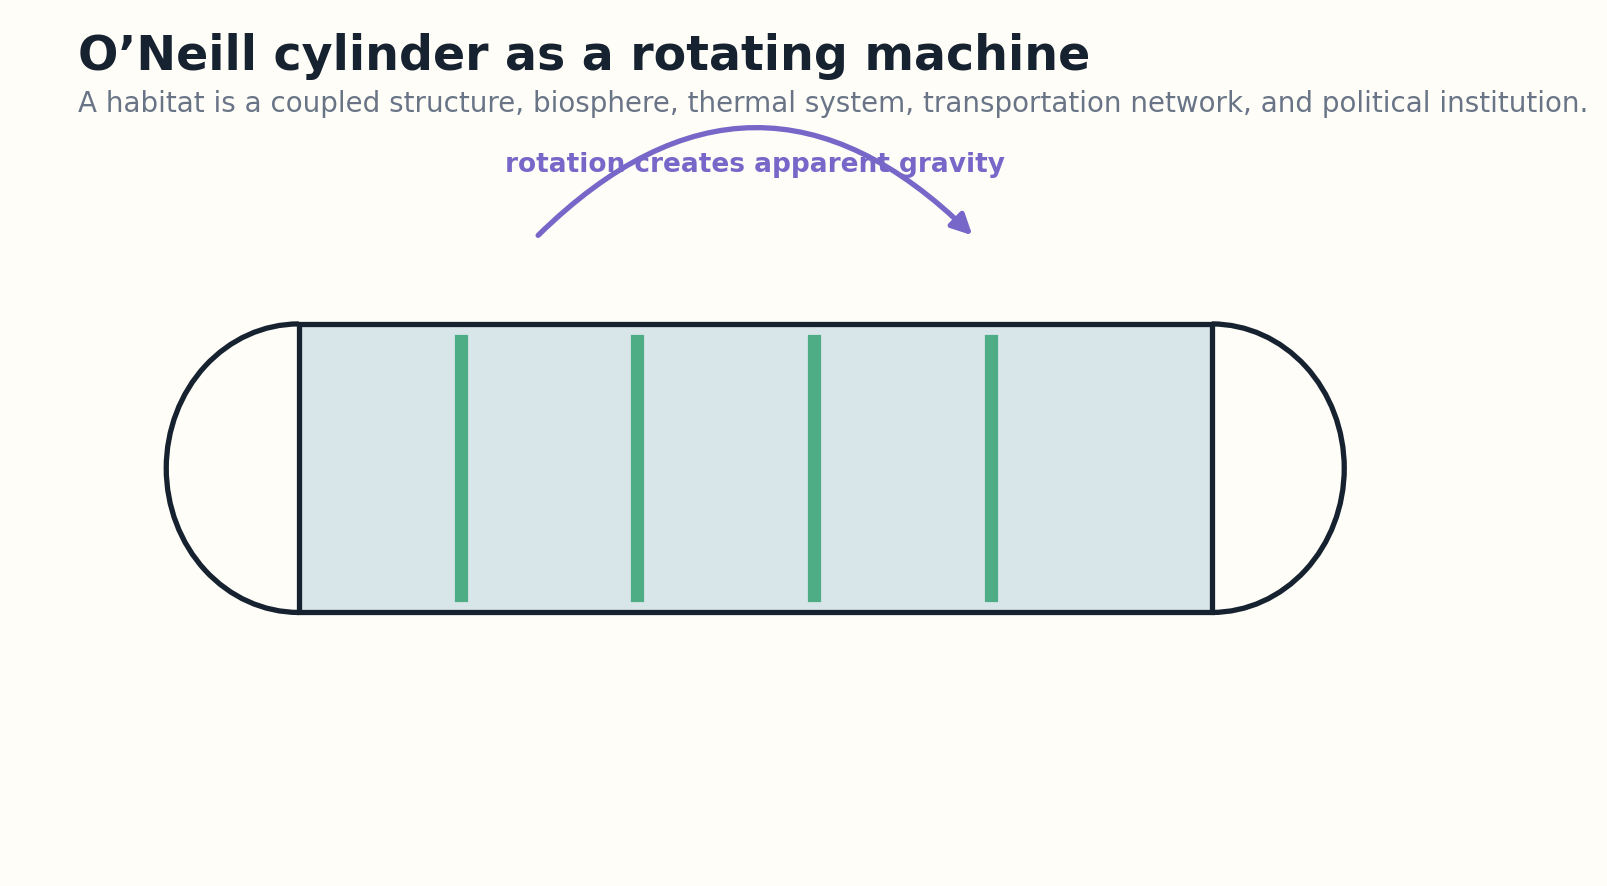 O’Neill cylinder as a rotating machine
A habitat is a coupled structure, biosphere, thermal system, transportation network, and political institution.
rotation creates apparent gravity